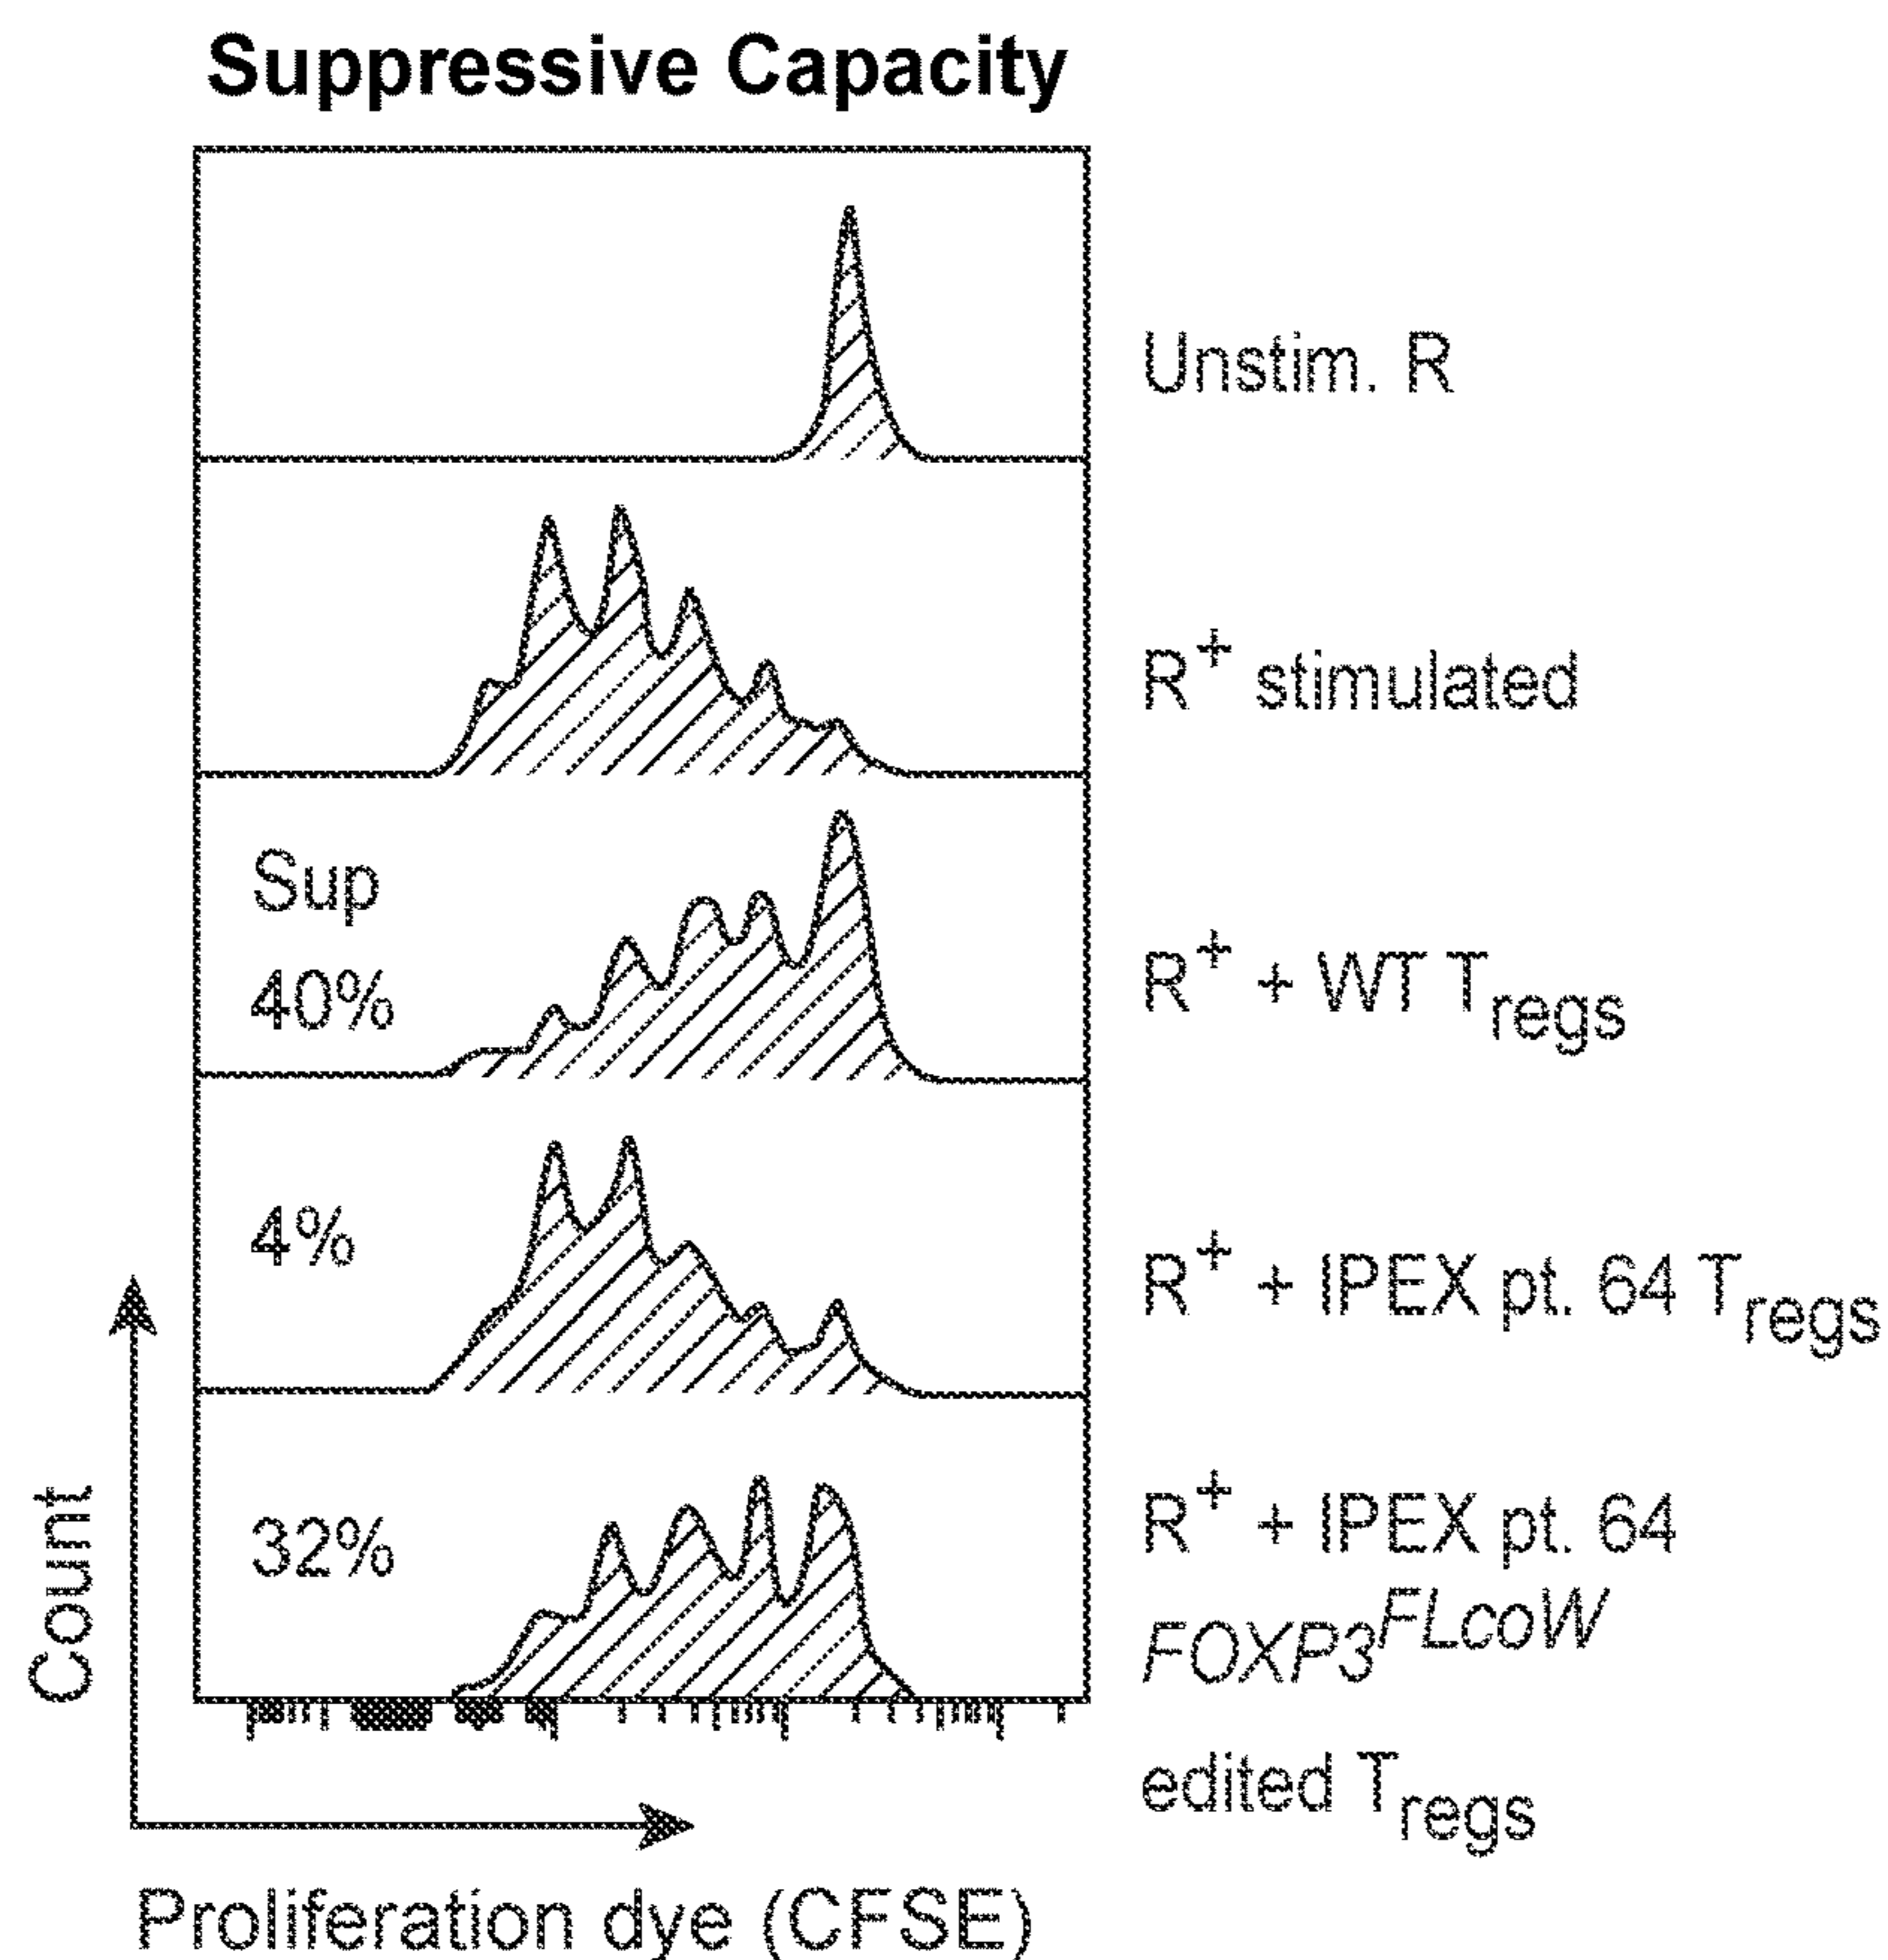 Suppressive Capacity
Unstim. R
R+ stimulated
Sup
40%
R+ + WT Tregs
4%
R+ + IPEX pt. 64 Tregs
32%
R+ + IPEX pt. 64
FOXP3FLcoW
edited Tregs
Count
Proliferation dye (CFSE)